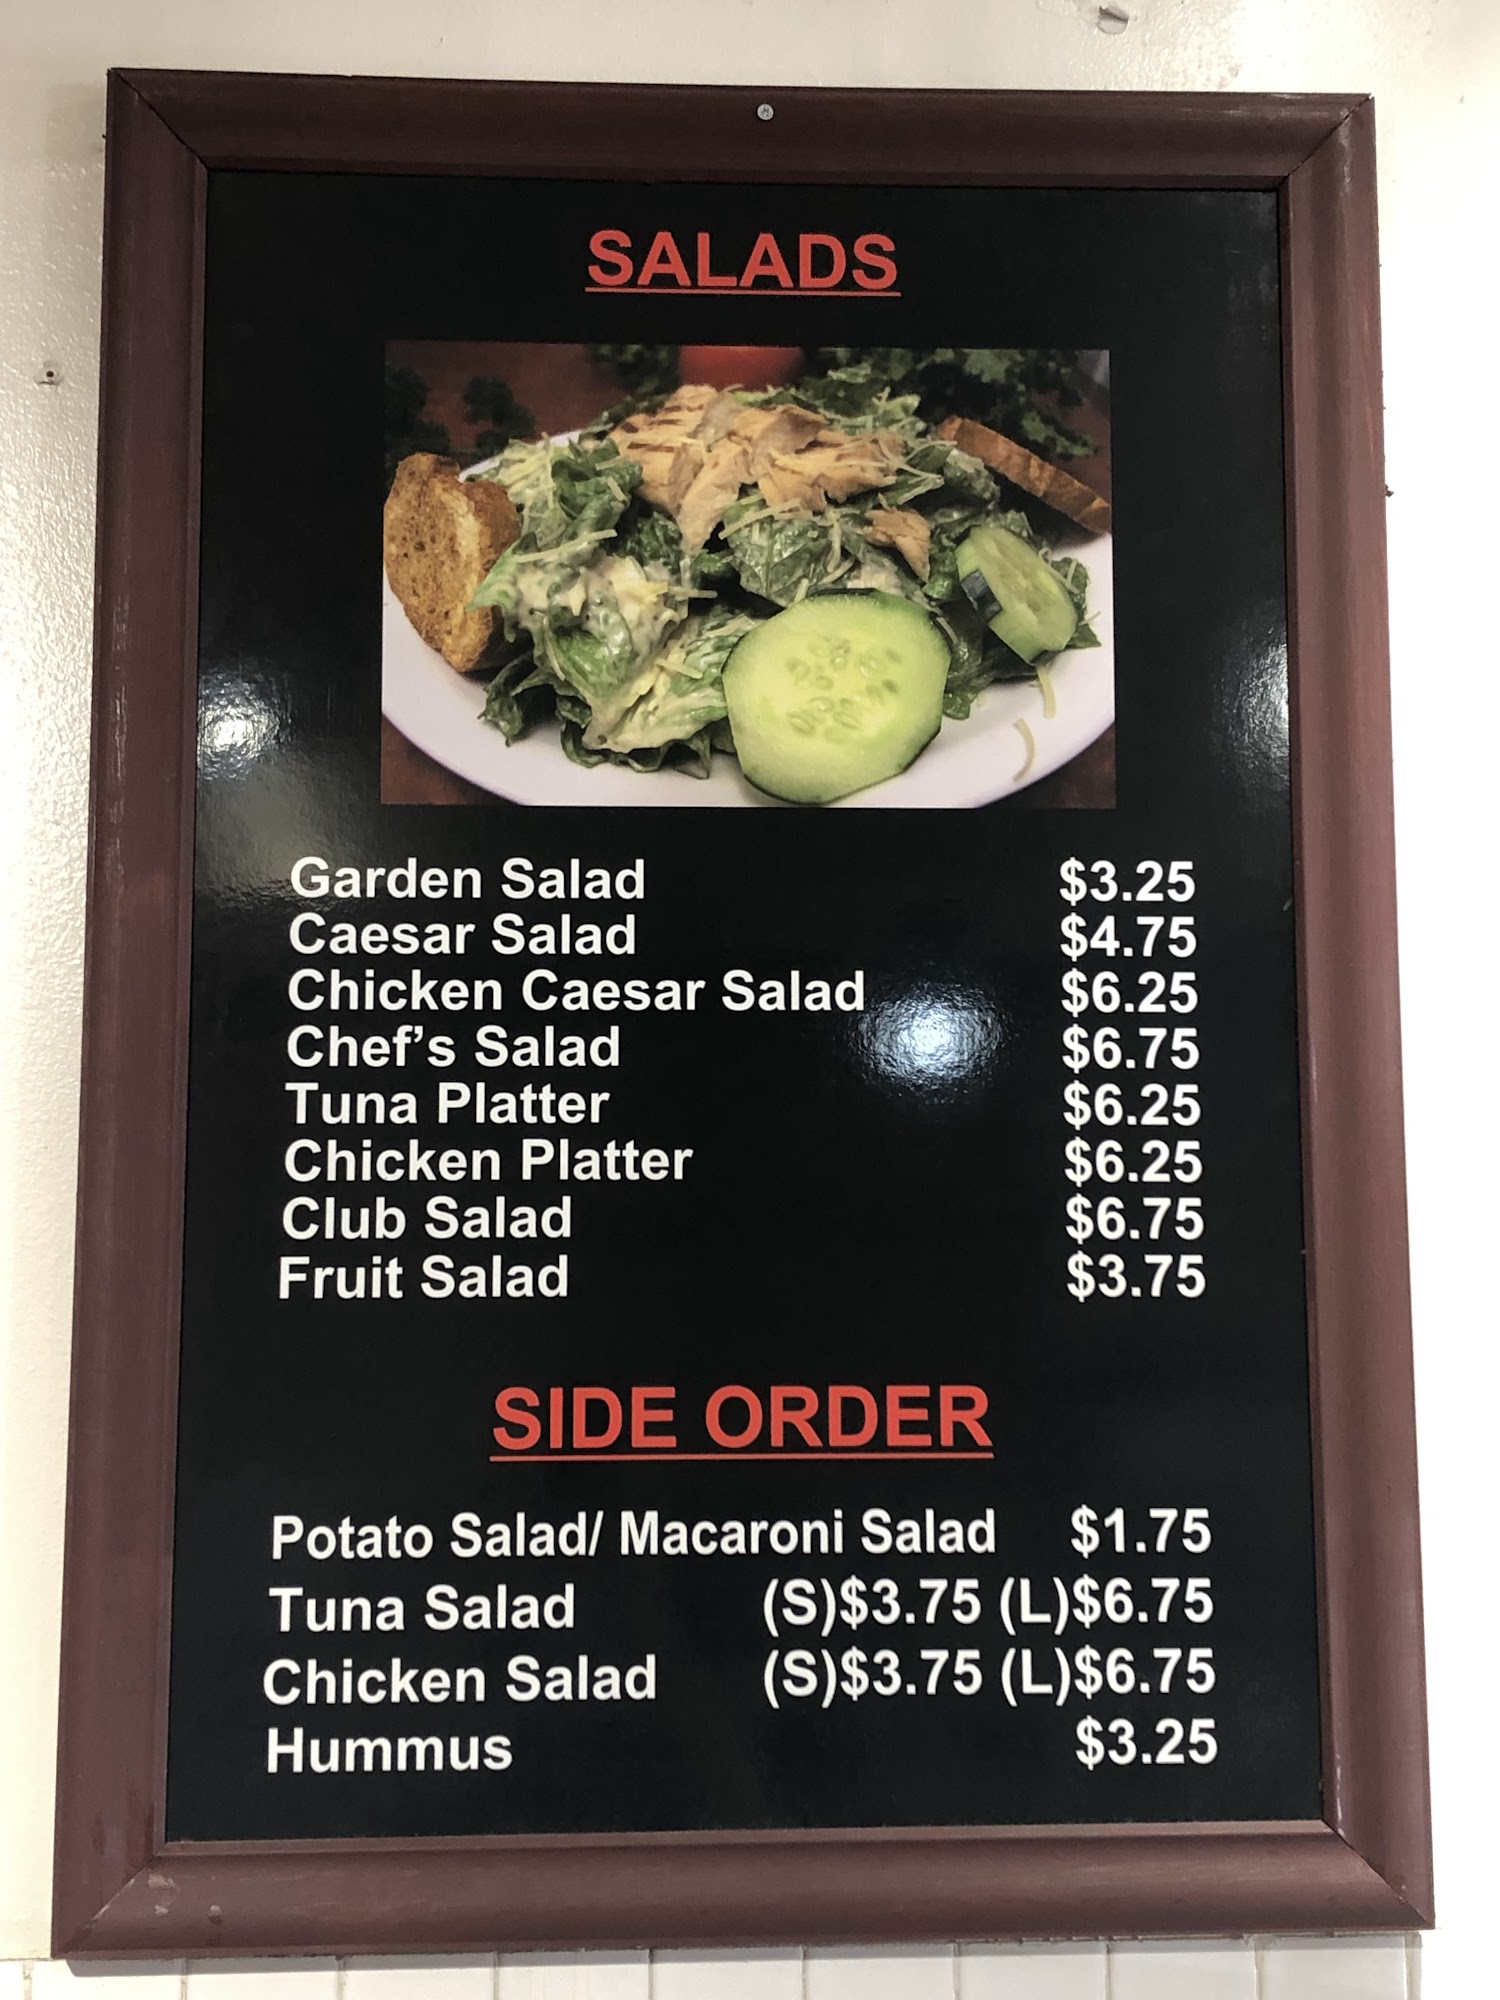 SALADS
Garden Salad $3.25
Caesar Salad $4.75
Chicken Caesar Salad $6.25
Chef’s Salad $6.75
Tuna Platter $6.25
Chicken Platter $6.25
Club Salad $6.75
Fruit Salad $3.75
SIDE ORDER
Potato Salad/ Macaroni Salad $1.75
Tuna Salad (S)$3.75 (L)$6.75
Chicken Salad (S)$3.75 (L)$6.75
Hummus $3.25